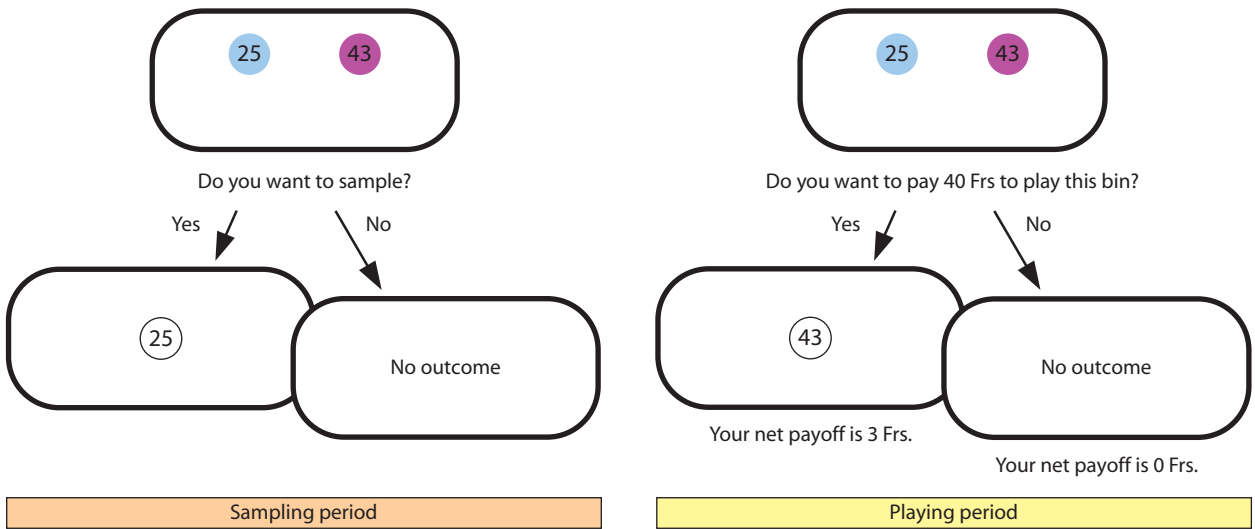 25 43
Do you want to sample?
Yes No
25
No outcome
Sampling period
25 43
Do you want to pay 40 Frs to play this bin?
Yes No
43
No outcome
Your net payoff is 3 Frs.
Your net payoff is 0 Frs.
Playing period